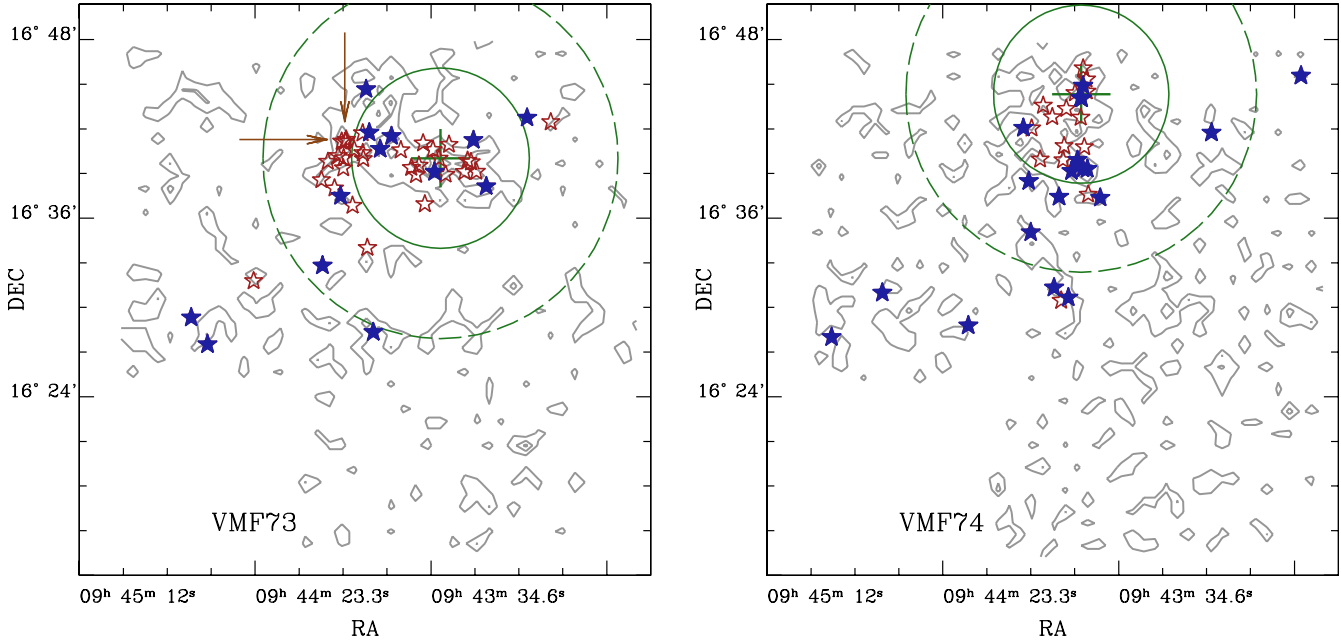 16° 48'
16° 36'
16° 24'
DEC
VMF73
09ʰ 45ᵐ 12ˢ
09ʰ 44ᵐ 23.3ˢ
09ʰ 43ᵐ 34.6ˢ
RA
16° 48'
16° 36'
16° 24'
DEC
VMF74
09ʰ 45ᵐ 12ˢ
09ʰ 44ᵐ 23.3ˢ
09ʰ 43ᵐ 34.6ˢ
RA